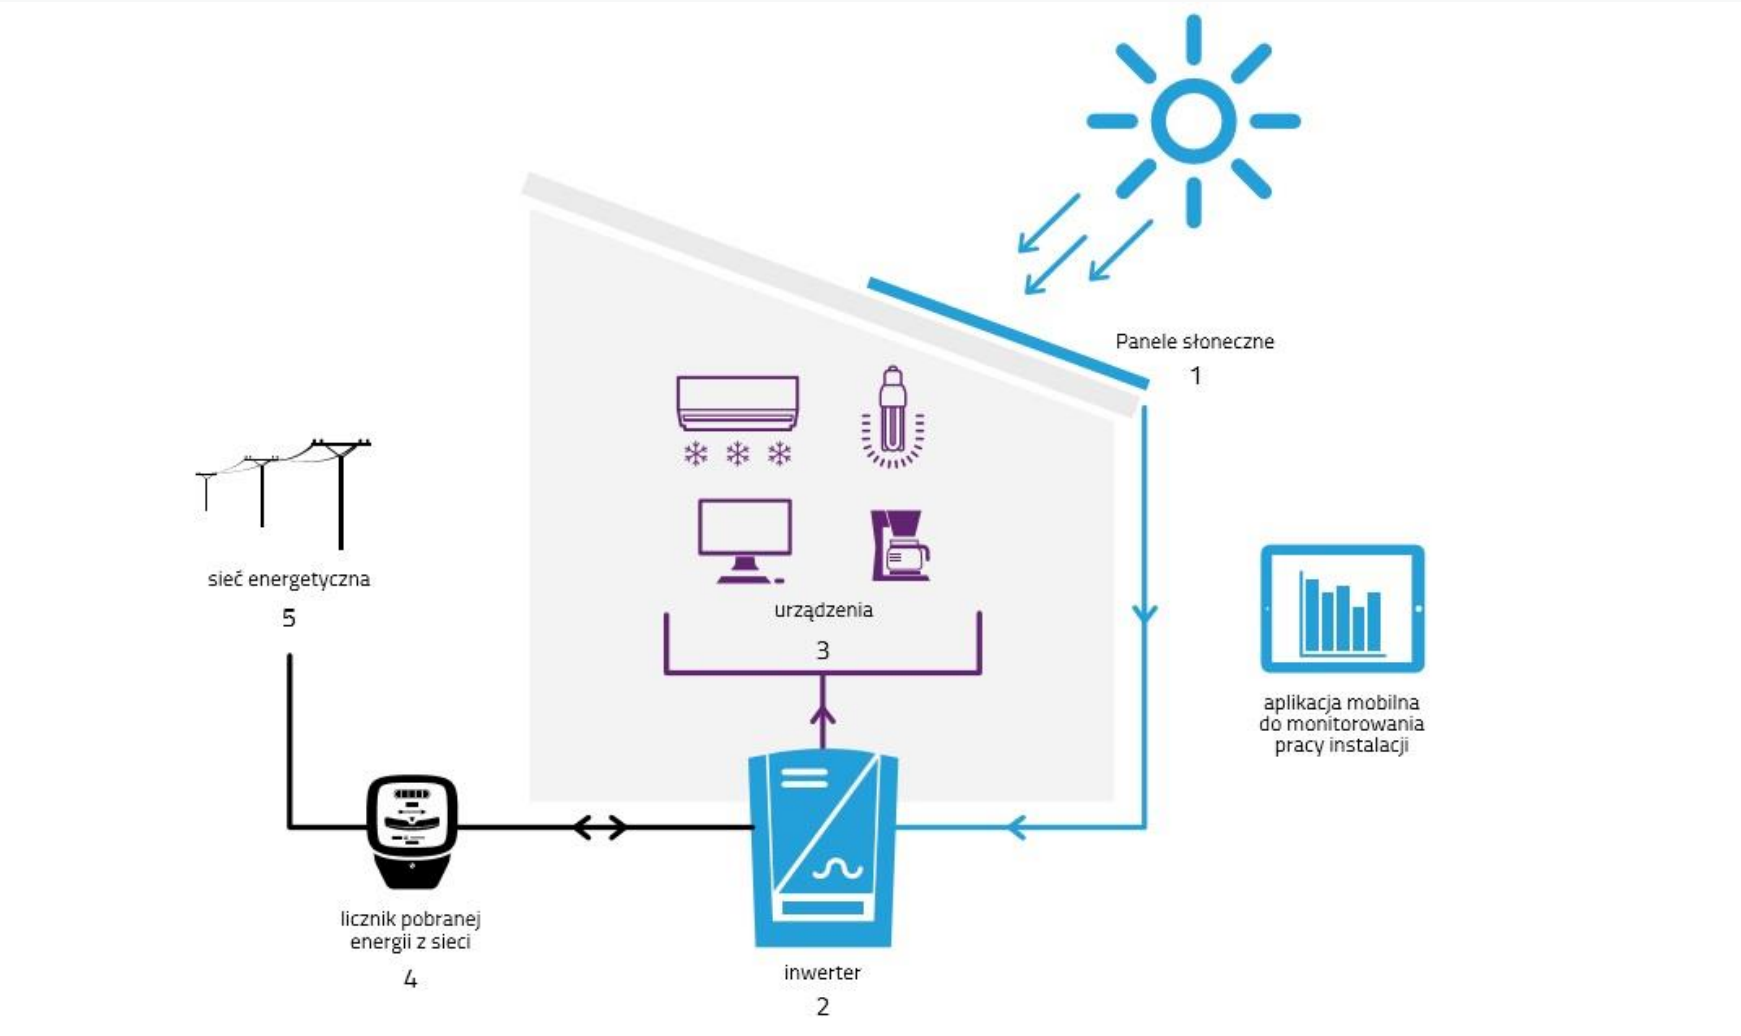 Panele słoneczne
1
urządzenia
3
sieć energetyczna
5
aplikacja mobilna
do monitorowania
pracy instalacji
licznik pobranej
energii z sieci
4
inwerter
2